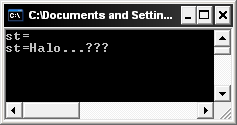 C:\Documents and Settin...
st=
st=Halo...???